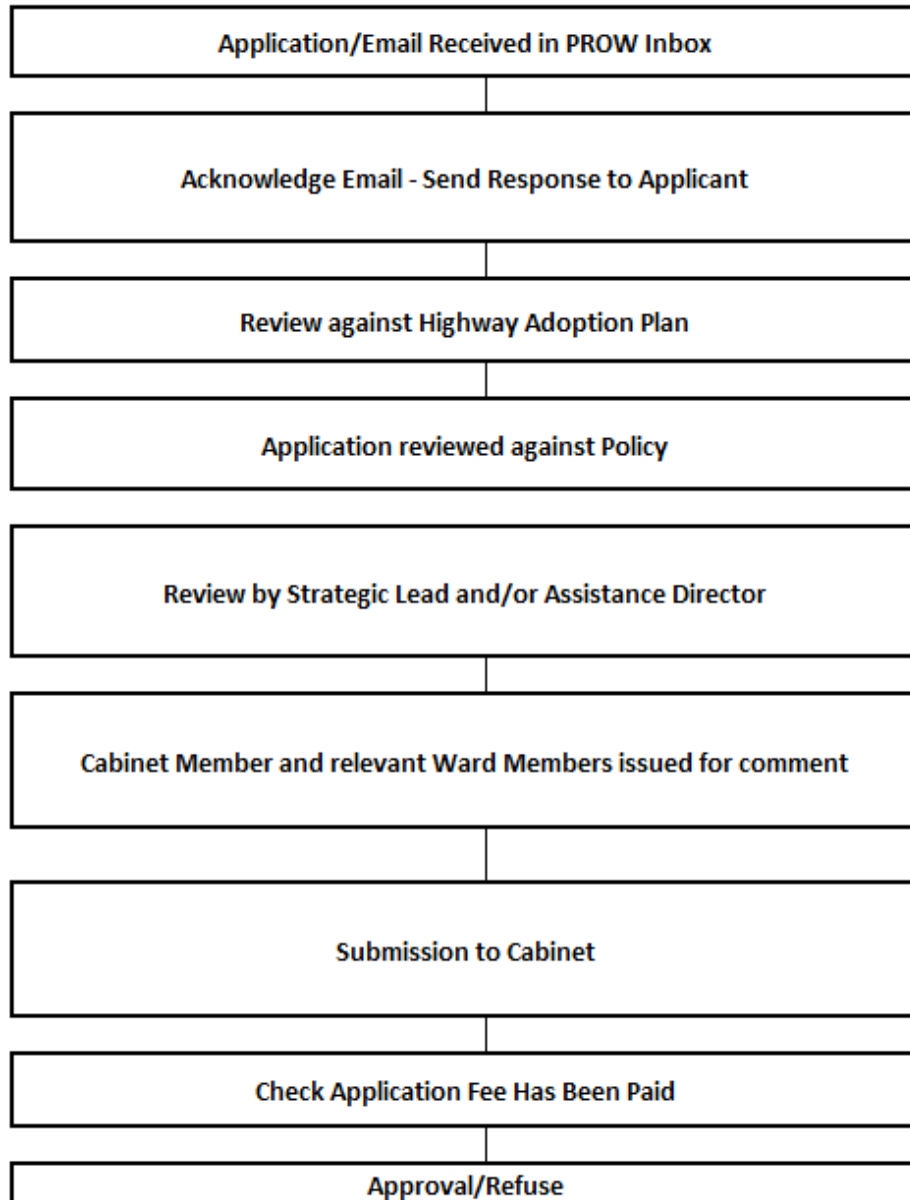 Application/Email Received in PROW Inbox
Acknowledge Email - Send Response to Applicant
Review against Highway Adoption Plan
Application reviewed against Policy
Review by Strategic Lead and/or Assistance Director
Cabinet Member and relevant Ward Members issued for comment
Submission to Cabinet
Check Application Fee Has Been Paid
Approval/Refuse